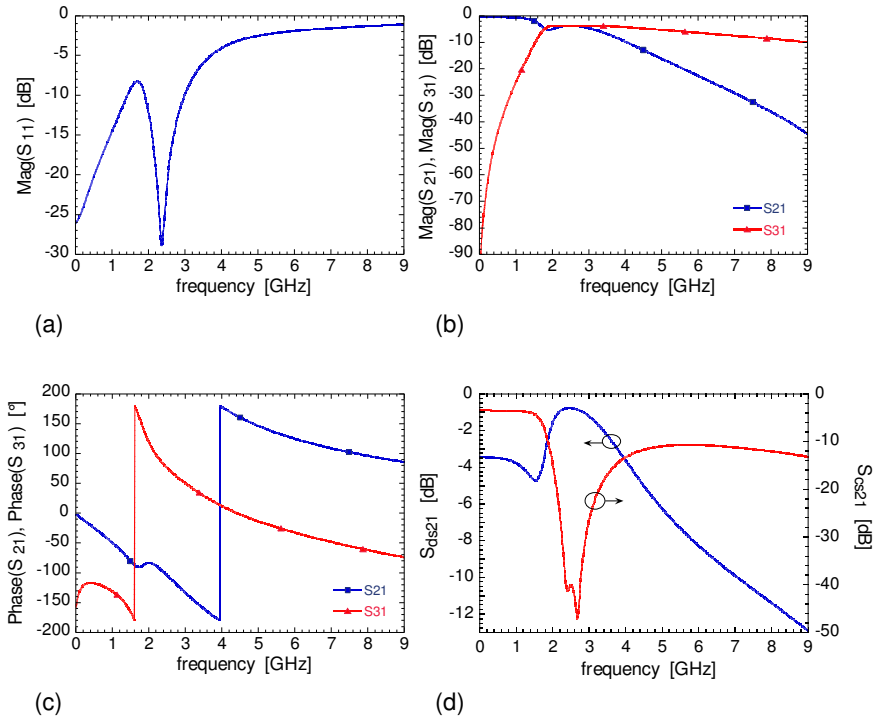 0
-5
-10
-15
-20
-25
-30
Mag(S 11) [dB]
0 1 2 3 4 5 6 7 8 9
frequency [GHz]
(a)
0
-10
-20
-30
-40
-50
-60
-70
-80
-90
Mag(S 21), Mag(S 31) [dB]
S21
S31
0 1 2 3 4 5 6 7 8 9
frequency [GHz]
(b)
200
150
100
50
0
-50
-100
-150
-200
Phase(S 21), Phase(S 31) [°]
S21
S31
0 1 2 3 4 5 6 7 8 9
frequency [GHz]
(c)
0
-2
-4
-6
-8
-10
-12
Sds21 [dB]
0
-10
-20
-30
-40
-50
Scs21 [dB]
0 1 2 3 4 5 6 7 8 9
frequency [GHz]
(d)